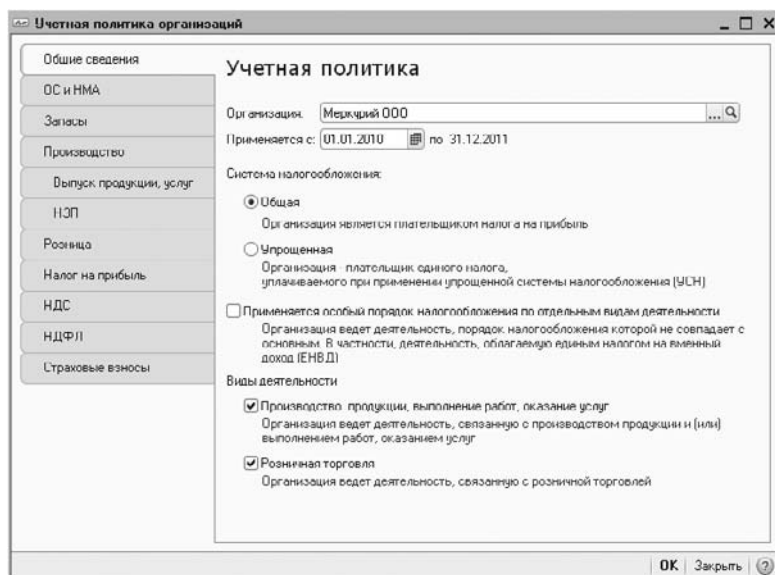 Учетная политика организаций
Общие сведения
ОС и НМА
Запасы
Производство
Выпуск продукции, услуг
НЗП
Розница
Налог на прибыль
НДС
НДФЛ
Страховые взносы
Учетная политика
Организация: Меркурий ООО ...
Применяется с: 01.01.2010 по 31.12.2011
Система налогообложения:
Общая
Организация является плательщиком налога на прибыль
Упрощенная
Организация - плательщик единого налога,
уплачиваемого при применении упрощенной системы налогообложения (УСН)
Применяется особый порядок налогообложения по отдельным видам деятельности
Организация ведет деятельность, порядок налогообложения которой не совпадает с
основным. В частности, деятельность, облагаемую единым налогом на вмененный
доход (ЕНВД)
Виды деятельности
Производство продукции, выполнение работ, оказание услуг
Организация ведет деятельность, связанную с производством продукции и (или)
выполнением работ, оказанием услуг
Розничная торговля
Организация ведет деятельность, связанную с розничной торговлей
OK Закрыть ?